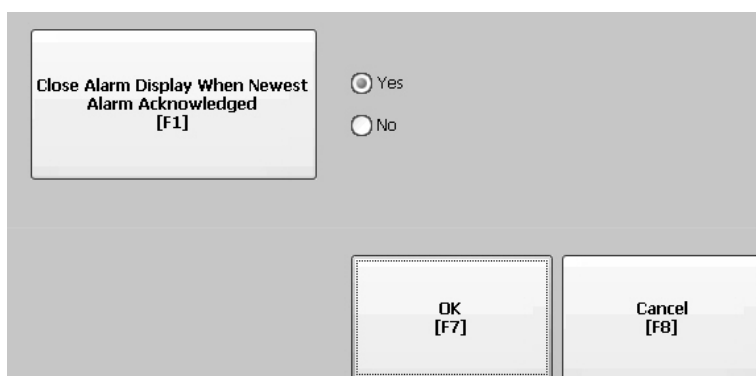 Close Alarm Display When Newest
Alarm Acknowledged
[F1]
Yes
No
OK
[F7]
Cancel
[F8]